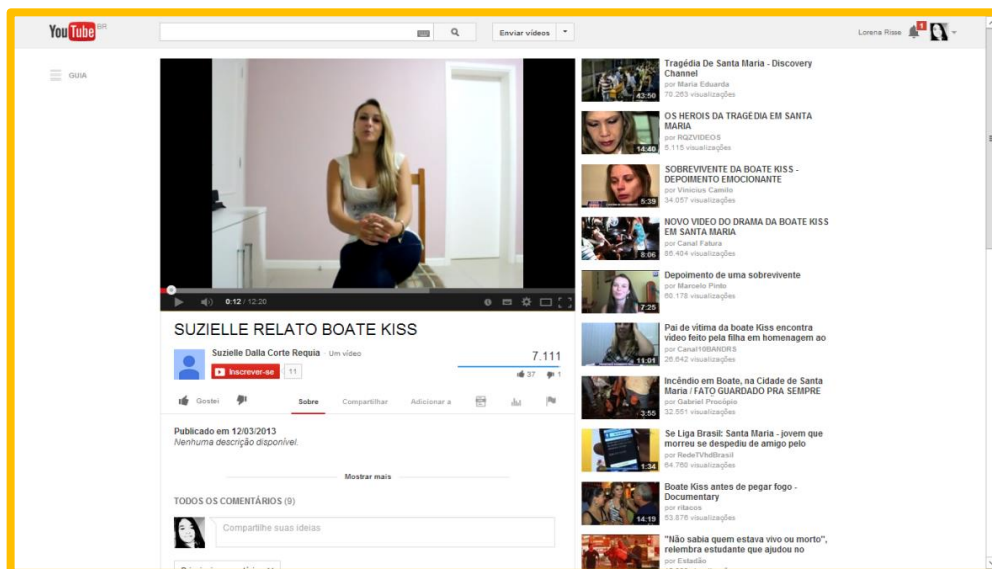 YouTube BR
Enviar vídeos
Lorena Risse
1
GUIA
0:12 / 12:20
SUZIELLE RELATO BOATE KISS
Suzielle Dalla Corte Requia · Um vídeo
Inscrever-se 11
7.111
37 1
Gostei
Sobre Compartilhar Adicionar a
Publicado em 12/03/2013
Nenhuma descrição disponível.
Mostrar mais
TODOS OS COMENTÁRIOS (9)
Compartilhe suas ideias
43:50
Tragédia De Santa Maria - Discovery
Channel
por Maria Eduarda
70.263 visualizações
14:40
OS HEROIS DA TRAGÉDIA EM SANTA
MARIA
por RQZVIDEOS
5.115 visualizações
5:39
SOBREVIVENTE DA BOATE KISS -
DEPOIMENTO EMOCIONANTE
por Vinicius Camilo
34.057 visualizações
8:06
NOVO VIDEO DO DRAMA DA BOATE KISS
EM SANTA MARIA
por Canal Fatura
86.404 visualizações
7:25
Depoimento de uma sobrevivente
por Marcelo Pinto
60.178 visualizações
11:01
Pai de vítima da boate Kiss encontra
vídeo feito pela filha em homenagem ao
por Canal10BANDRS
26.642 visualizações
3:55
Incêndio em Boate, na Cidade de Santa
Maria / FATO GUARDADO PRA SEMPRE
por Gabriel Procópio
32.551 visualizações
1:34
Se Liga Brasil: Santa Maria - jovem que
morreu se despediu de amigo pelo
por RedeTVhdBrasil
64.760 visualizações
14:19
Boate Kiss antes de pegar fogo -
Documentary
por ritacos
53.876 visualizações
"Não sabia quem estava vivo ou morto",
relembra estudante que ajudou no
por Estadão